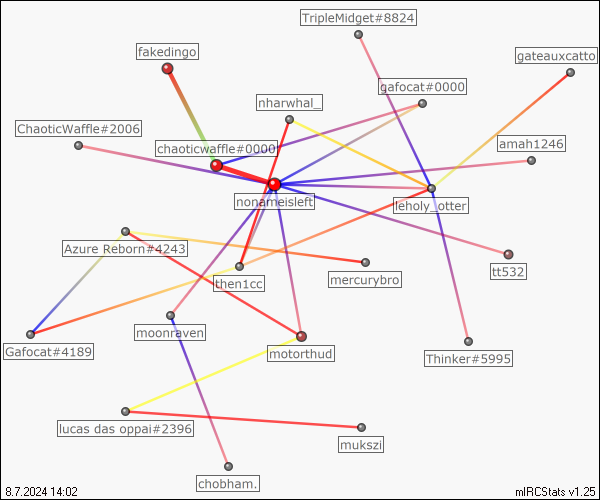 TripleMidget#8824
fakedingo
gateauxcatto
gafocat#0000
nharwhal_
ChaoticWaffle#2006
amah1246
chaoticwaffle#0000
nonameisleft
leholy_otter
Azure Reborn#4243
tt532
then1cc
mercurybro
moonraven
Gafocat#4189
motorthud
Thinker#5995
lucas das oppai#2396
mukszi
chobham.
8.7.2024 14:02
mIRCStats v1.25